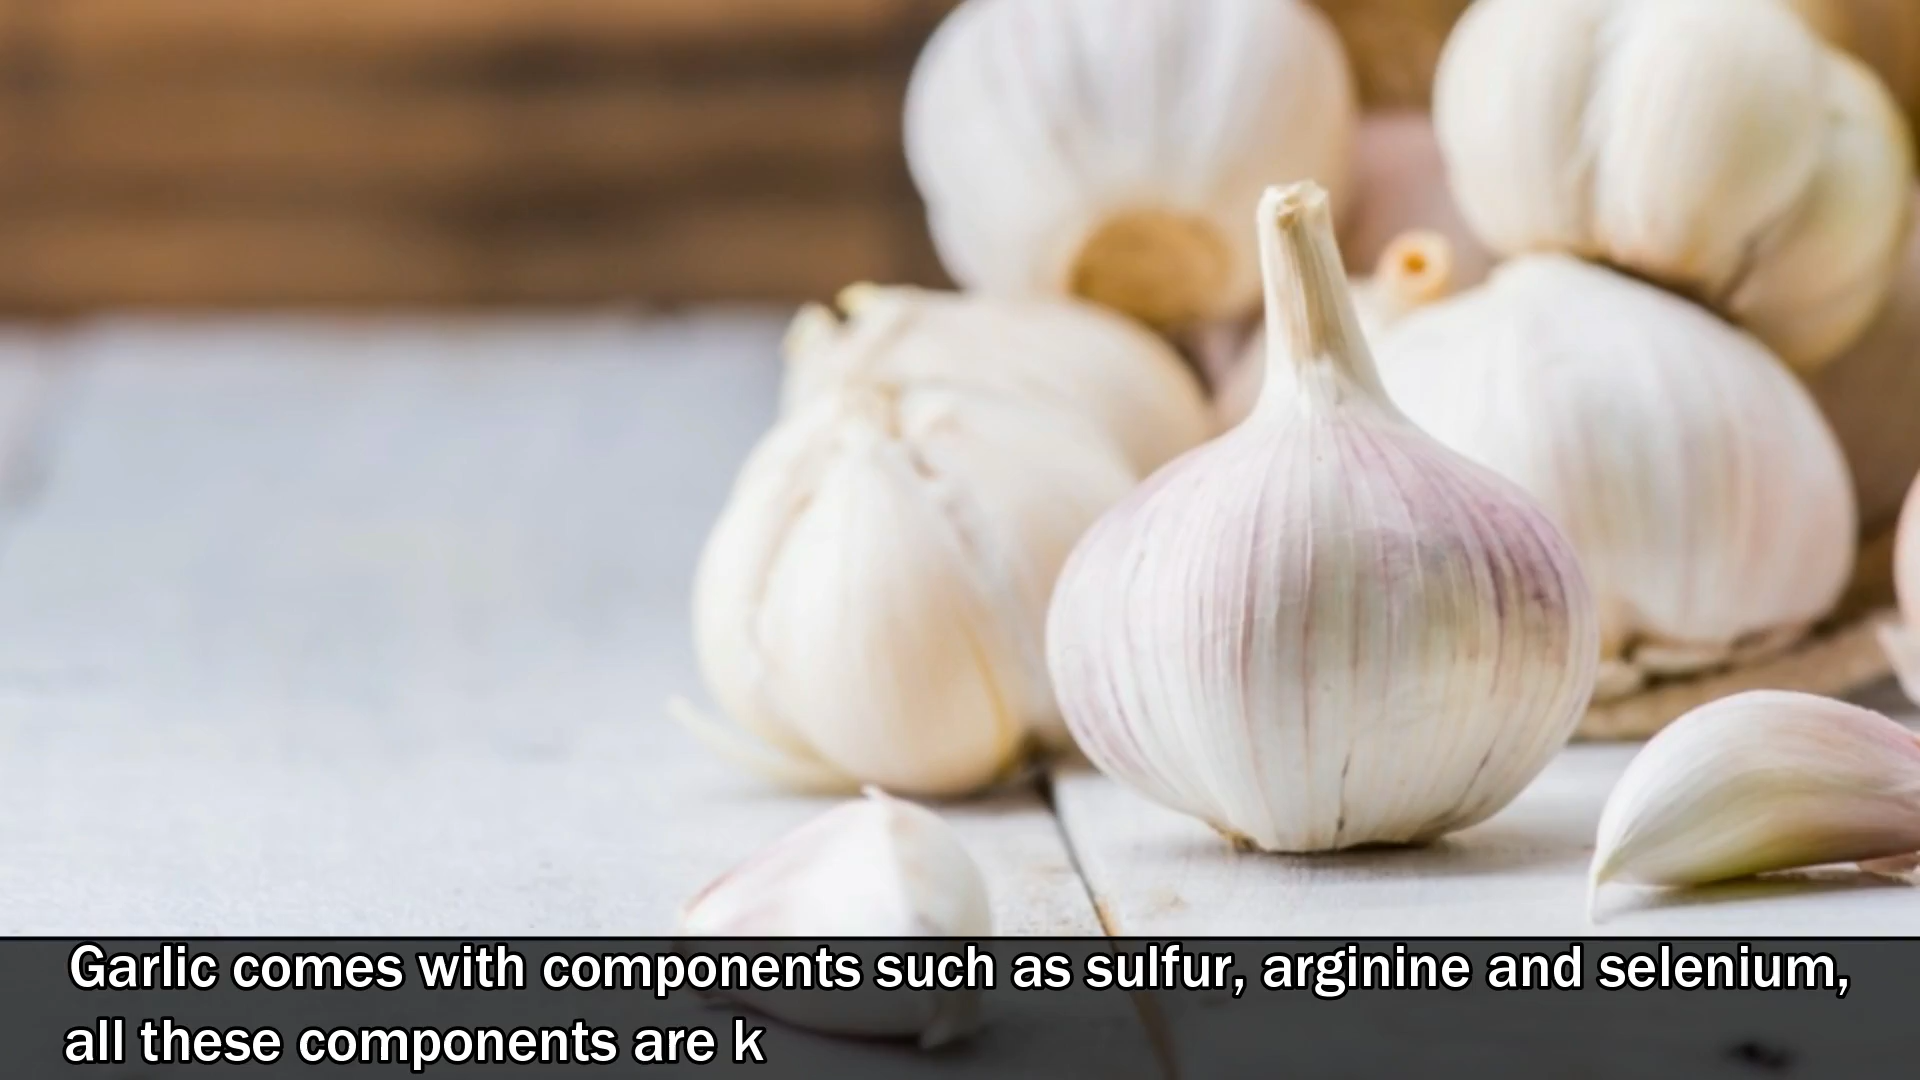 Garlic comes with components such as sulfur, arginine and selenium,
all these components are k